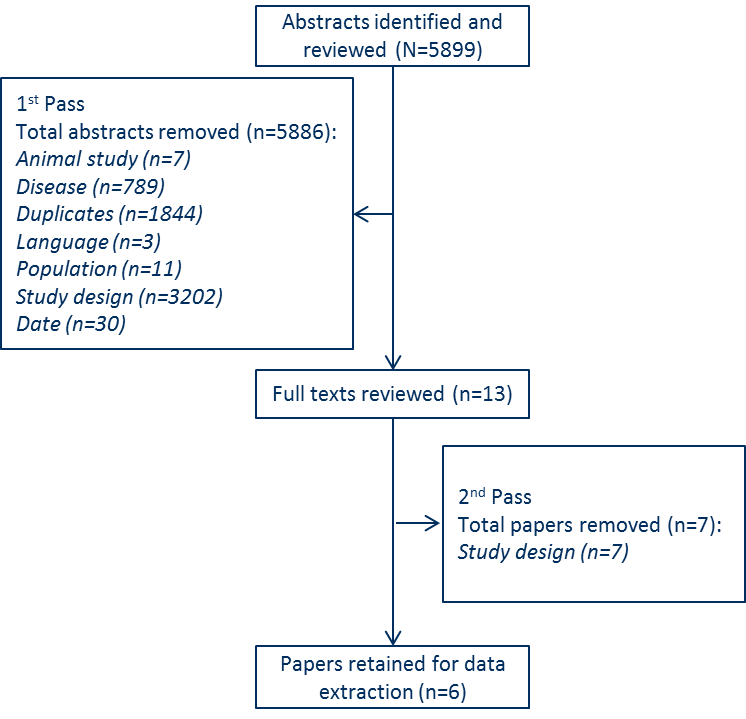 Abstracts identified and
reviewed (N=5899)
1st Pass
Total abstracts removed (n=5886):
Animal study (n=7)
Disease (n=789)
Duplicates (n=1844)
Language (n=3)
Population (n=11)
Study design (n=3202)
Date (n=30)
Full texts reviewed (n=13)
2nd Pass
Total papers removed (n=7):
Study design (n=7)
Papers retained for data
extraction (n=6)